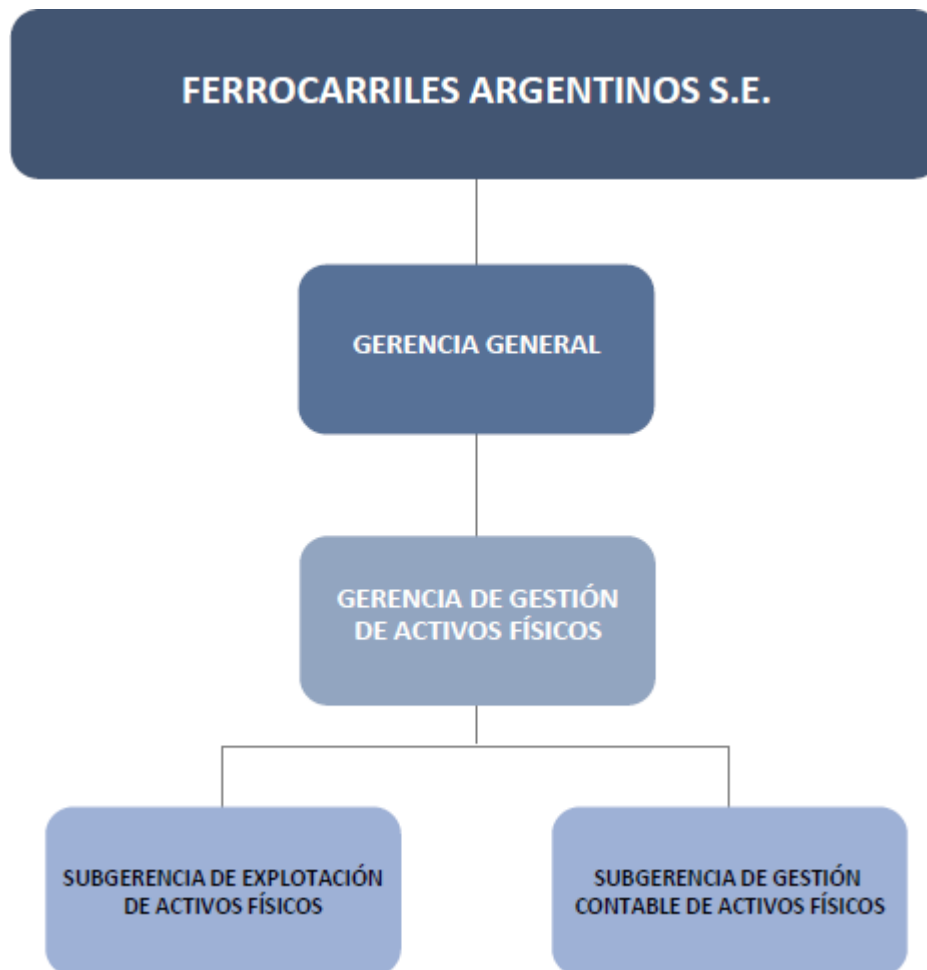 FERROCARRILES ARGENTINOS S.E.
GERENCIA GENERAL
GERENCIA DE GESTIÓN
DE ACTIVOS FÍSICOS
SUBGERENCIA DE EXPLOTACIÓN
DE ACTIVOS FÍSICOS
SUBGERENCIA DE GESTIÓN
CONTABLE DE ACTIVOS FÍSICOS